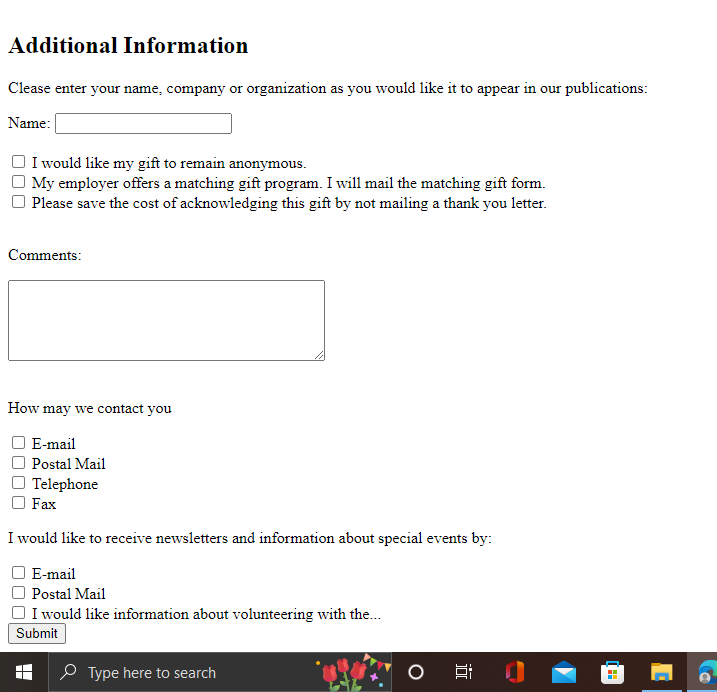 Additional Information
Clease enter your name, company or organization as you would like it to appear in our publications:
Name:
I would like my gift to remain anonymous.
My employer offers a matching gift program. I will mail the matching gift form.
Please save the cost of acknowledging this gift by not mailing a thank you letter.
Comments:
How may we contact you
E-mail
Postal Mail
Telephone
Fax
I would like to receive newsletters and information about special events by:
E-mail
Postal Mail
I would like information about volunteering with the...
Submit
Type here to search